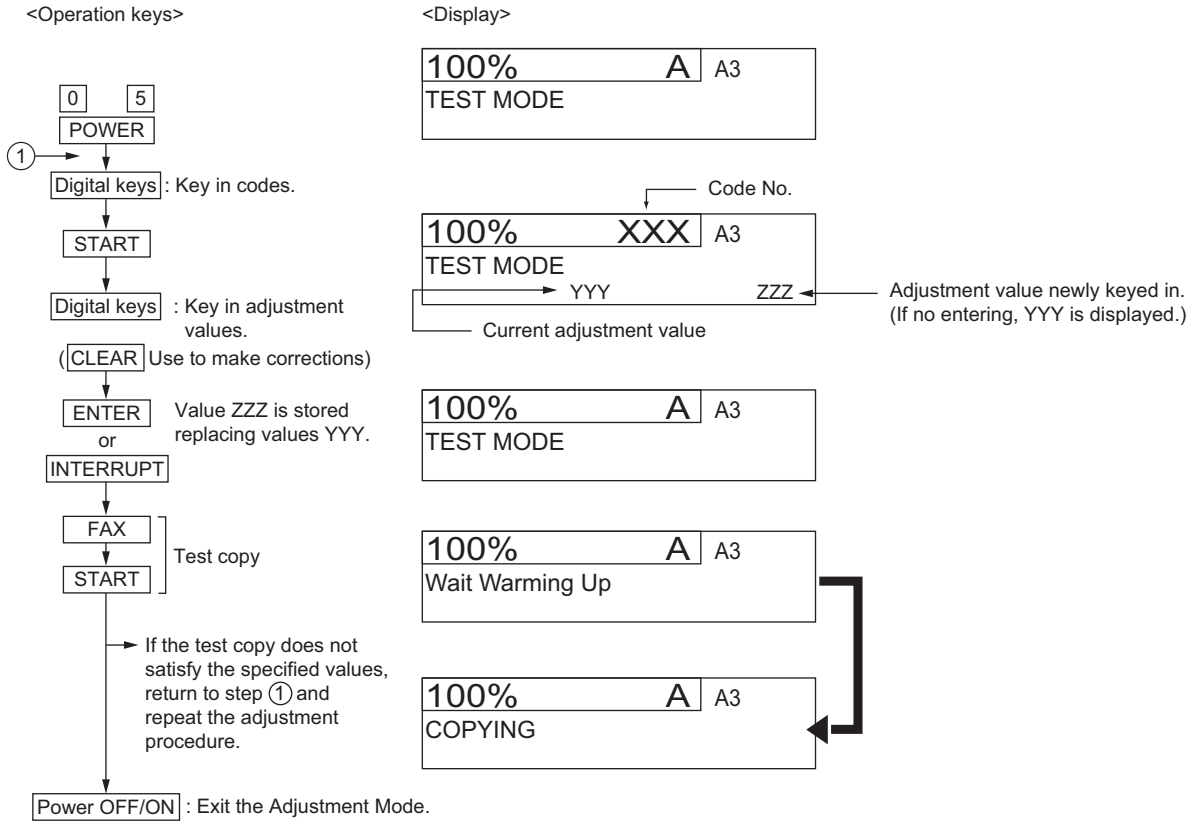 <Operation keys>
<Display>
100% A A3
TEST MODE
0 5
POWER
1
Digital keys : Key in codes.
Code No.
START
100% XXX A3
TEST MODE
YYY ZZZ
Digital keys : Key in adjustment
values.
Adjustment value newly keyed in.
(If no entering, YYY is displayed.)
Current adjustment value
(CLEAR Use to make corrections)
ENTER
Value ZZZ is stored
replacing values YYY.
or
INTERRUPT
100% A A3
TEST MODE
FAX
START
Test copy
100% A A3
Wait Warming Up
If the test copy does not
satisfy the specified values,
return to step 1 and
repeat the adjustment
procedure.
100% A A3
COPYING
Power OFF/ON : Exit the Adjustment Mode.